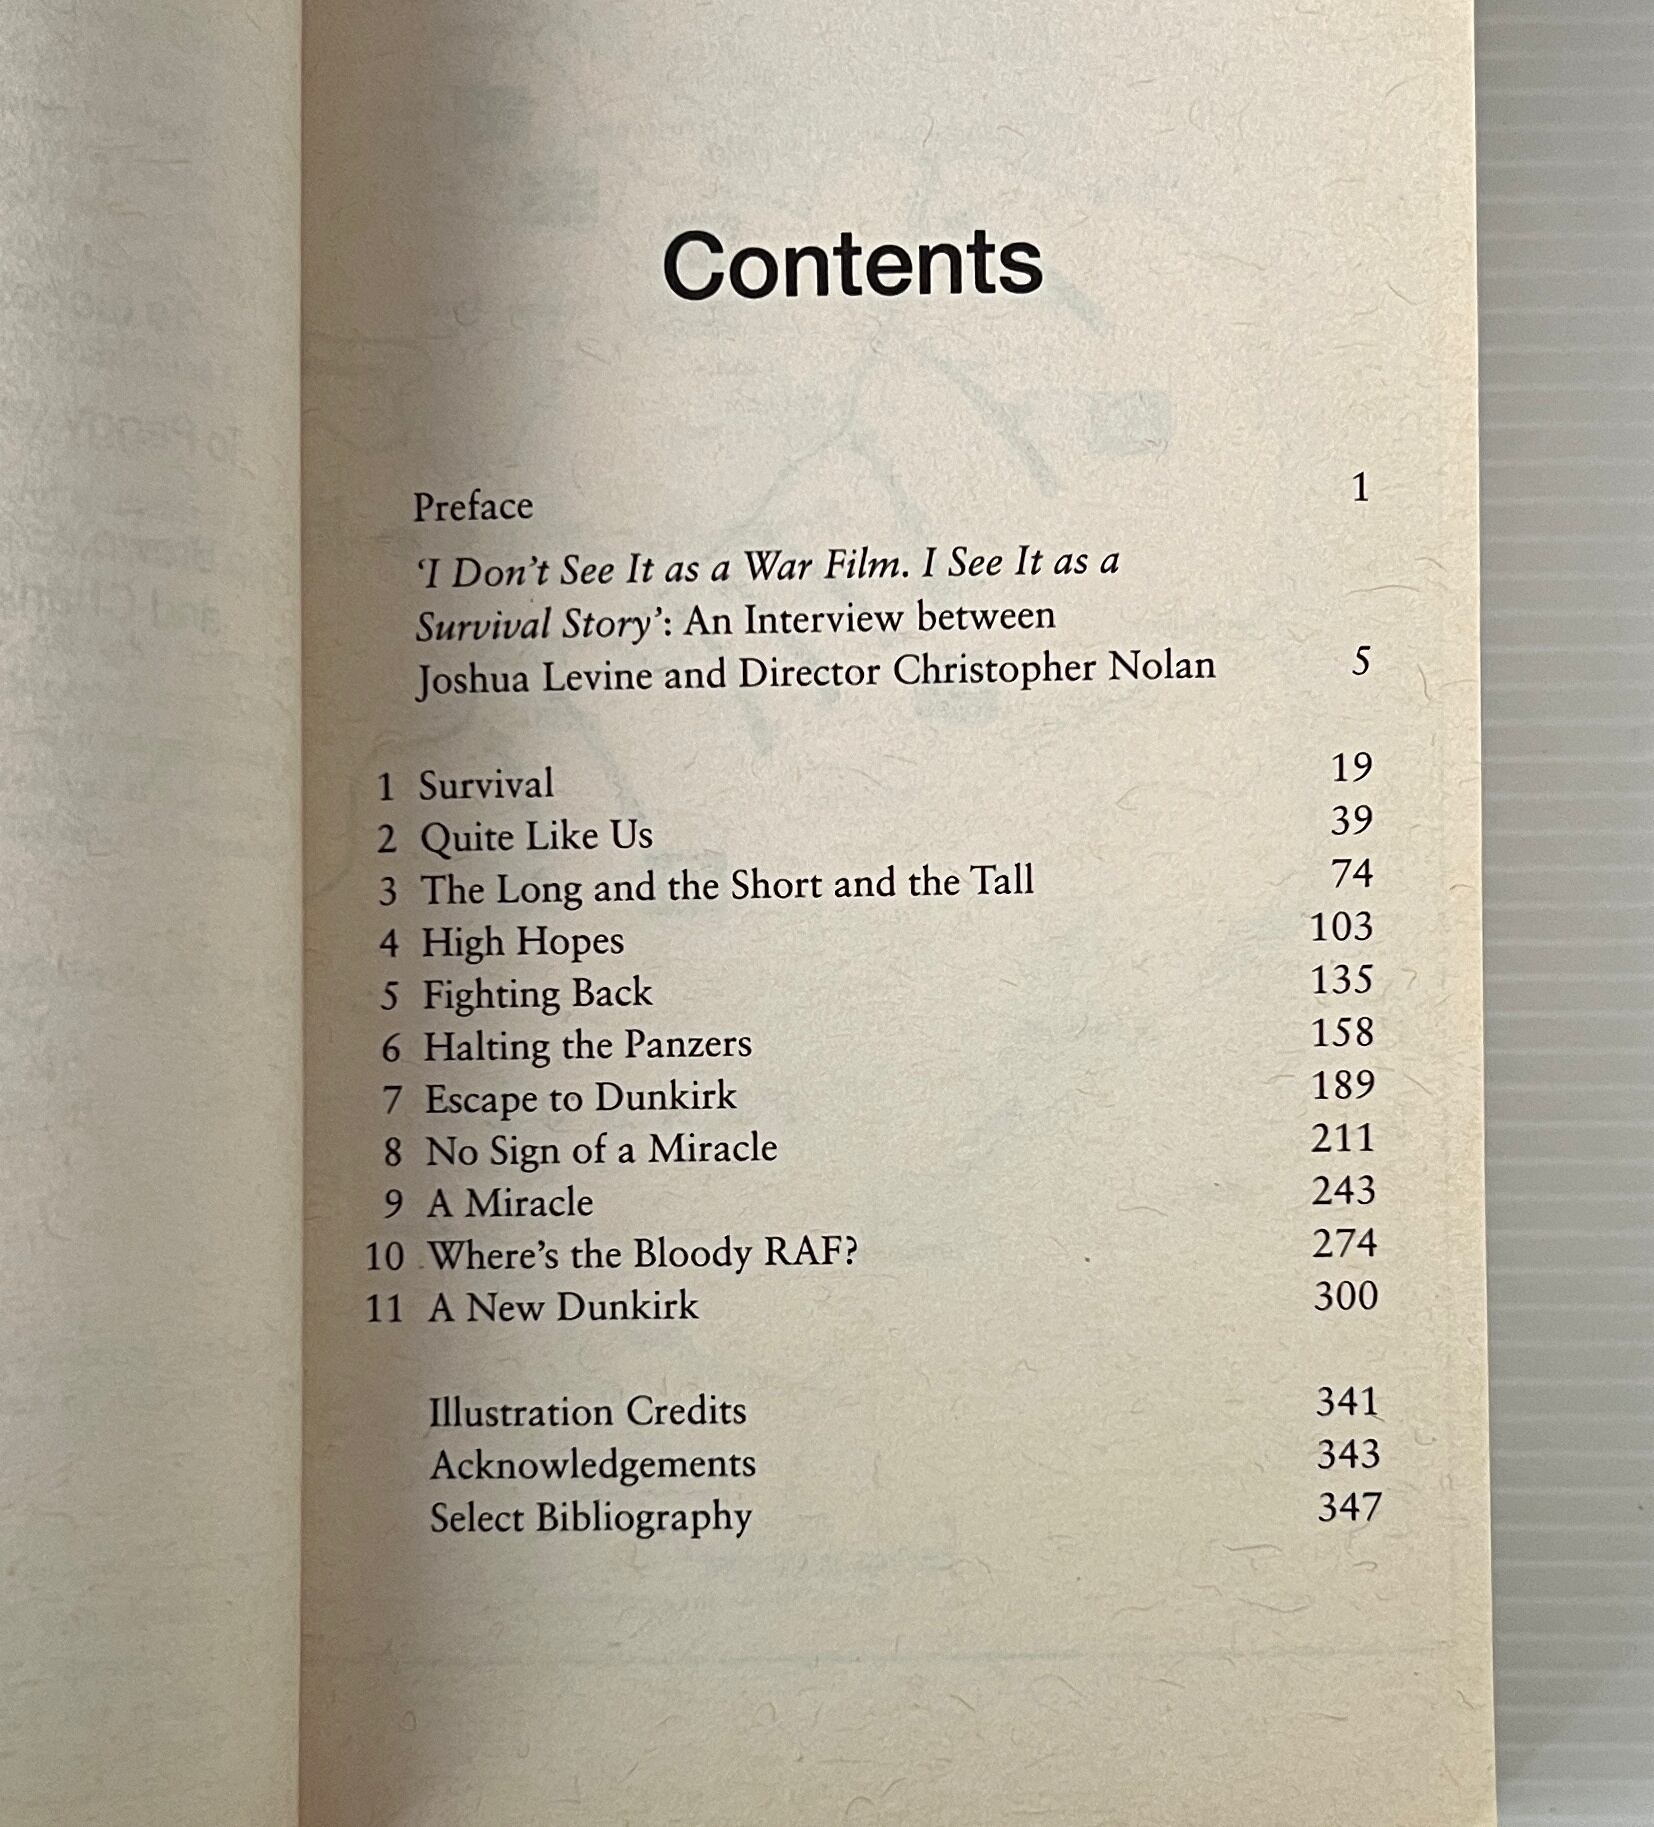 Contents
Preface 1
‘I Don’t See It as a War Film. I See It as a
Survival Story’: An Interview between
Joshua Levine and Director Christopher Nolan 5
1 Survival 19
2 Quite Like Us 39
3 The Long and the Short and the Tall 74
4 High Hopes 103
5 Fighting Back 135
6 Halting the Panzers 158
7 Escape to Dunkirk 189
8 No Sign of a Miracle 211
9 A Miracle 243
10 Where’s the Bloody RAF? 274
11 A New Dunkirk 300
Illustration Credits 341
Acknowledgements 343
Select Bibliography 347